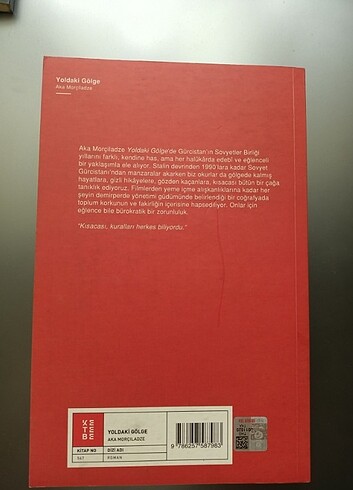 Yoldaki Gölge
Aka Morçiladze
Aka Morçiladze Yoldaki Gölge'de Gürcistan'ın Sovyetler Birliği
yıllarını farklı, kendine has, ama her halükârda edebî ve eğlenceli
bir yaklaşımla ele alıyor. Stalin devrinden 1990'lara kadar Sovyet
Gürcistanı'ndan manzaralar akarken biz okurlar da gölgede kalmış
hayatlara, gizli hikâyelere, gözden kaçanlara, kısacası bütün bir çağa
tanıklık ediyoruz. Filmlerden yeme içme alışkanlıklarına kadar her
şeyin demirperde yönetimi güdümünde belirlendiği bir coğrafyada
toplum korkunun ve fakirliğin içerisine hapsediliyor. Onlar için
eğlence bile bürokratik bir zorunluluk.
"Kısacası, kuralları herkes biliyordu."
KTB
EEE
YOLDAKİ GÖLGE
AKA MORÇİLADZE
KİTAP NO
DİZİ ADI
ROMAN
9 786257 587983